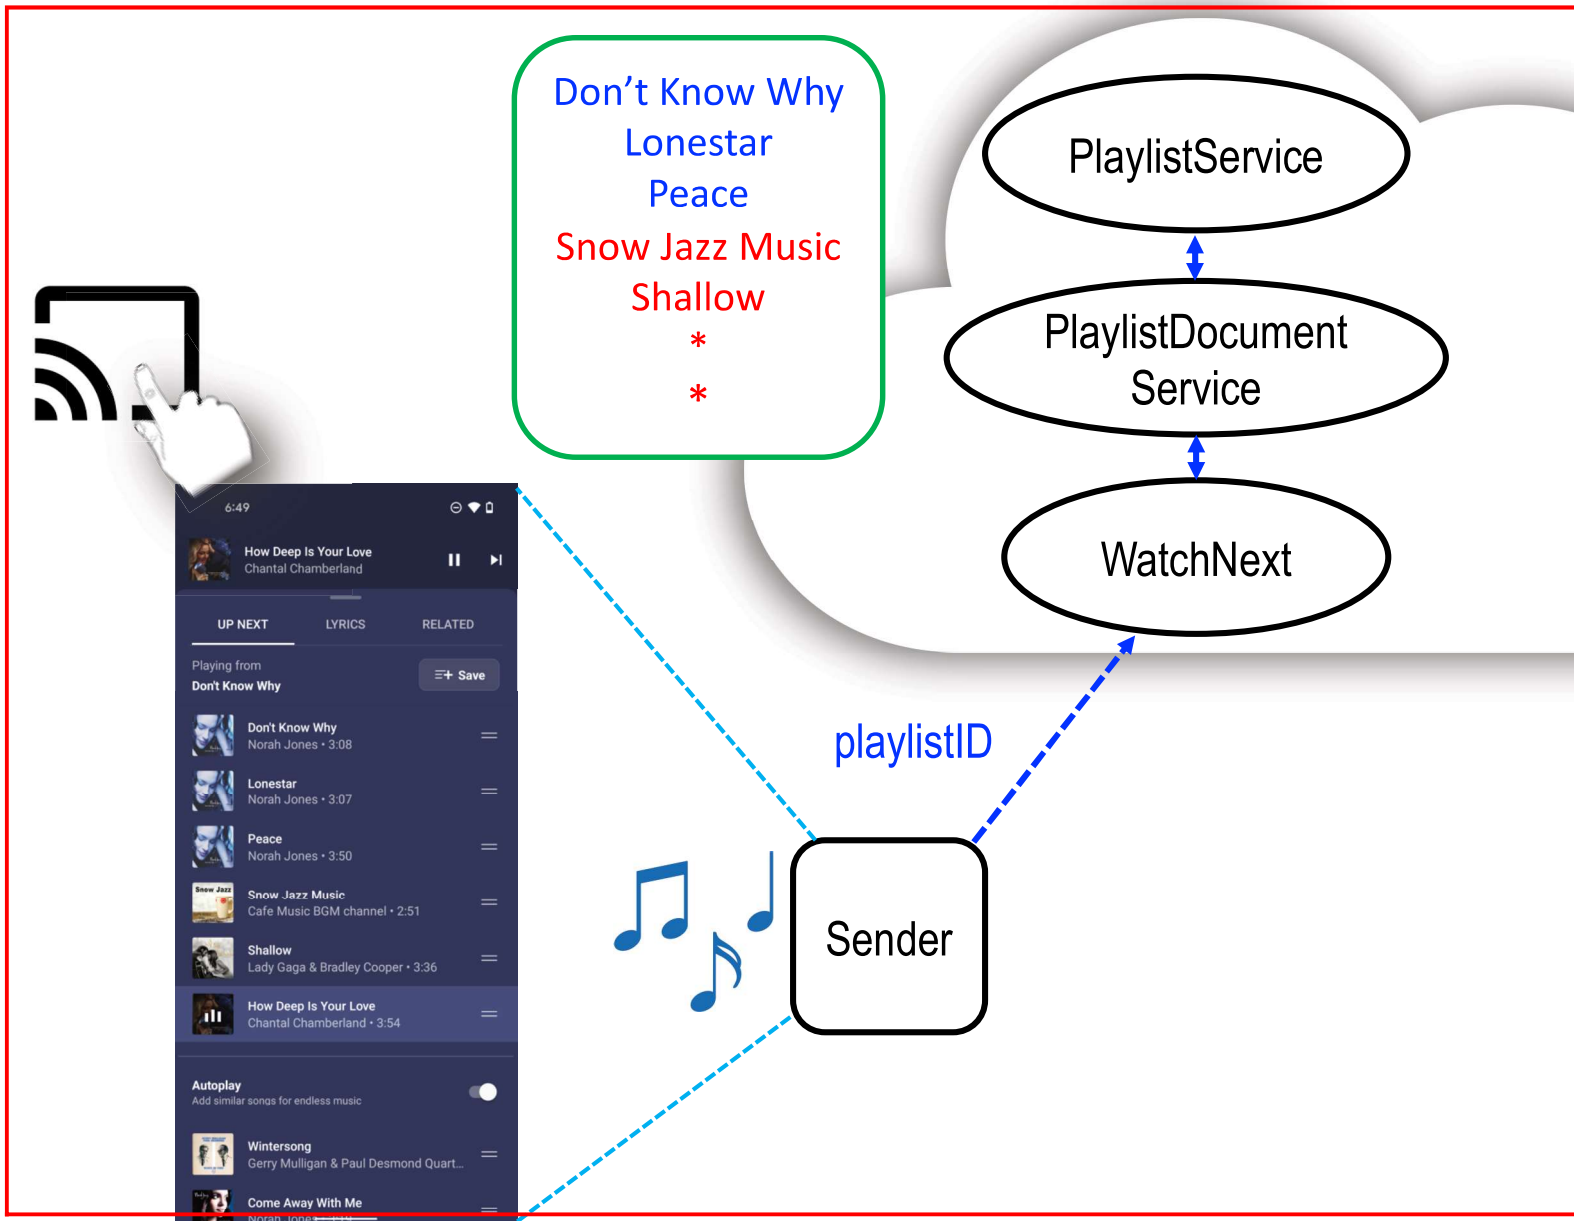 Don't Know Why
Lonestar
Peace
Snow Jazz Music
Shallow
*
*
PlaylistService
PlaylistDocument
Service
WatchNext
playlistID
Sender
6:49
How Deep Is Your Love
Chantal Chamberland
UP NEXT LYRICS RELATED
Playing from
Don't Know Why
Save
Don't Know Why
Norah Jones • 3:08
Lonestar
Norah Jones • 3:07
Peace
Norah Jones • 3:50
Snow Jazz
Snow Jazz Music
Cafe Music BGM channel • 2:51
Shallow
Lady Gaga & Bradley Cooper • 3:36
How Deep Is Your Love
Chantal Chamberland • 3:54
Autoplay
Add similar songs for endless music
Wintersong
Gerry Mulligan & Paul Desmond Quart...
Come Away With Me
Norah Jones • 3:19